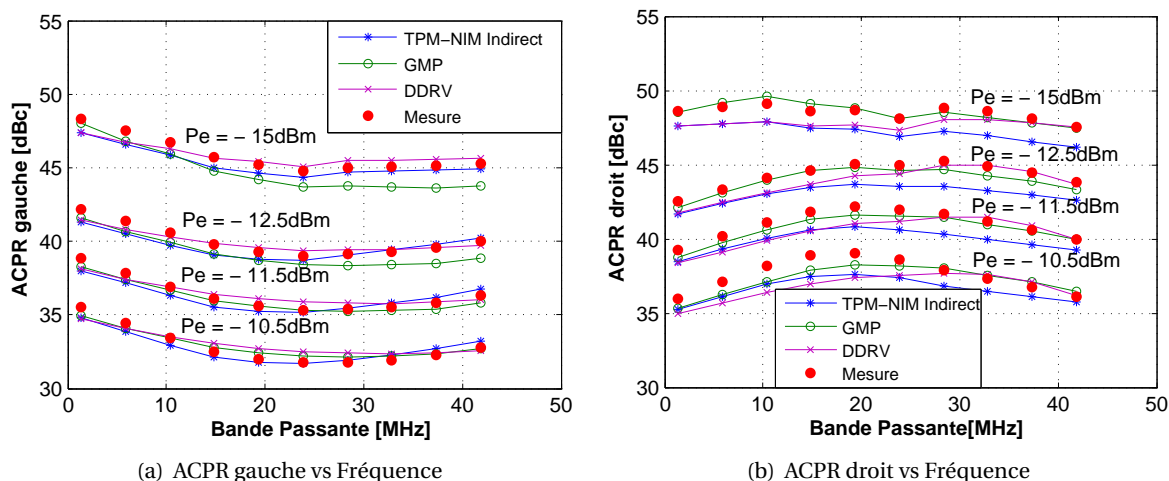 55
50
45
40
35
30
0
10
20
30
40
50
ACPR gauche [dBc]
Bande Passante [MHz]
TPM−NIM Indirect
GMP
DDRV
Mesure
Pe = − 15dBm
Pe = − 12.5dBm
Pe = − 11.5dBm
Pe = − 10.5dBm
(a) ACPR gauche vs Fréquence
55
50
45
40
35
30
0
10
20
30
40
50
ACPR droit [dBc]
Bande Passante[MHz]
Pe = − 15dBm
Pe = − 12.5dBm
Pe = − 11.5dBm
Pe = − 10.5dBm
TPM−NIM Indirect
GMP
DDRV
Mesure
(b) ACPR droit vs Fréquence